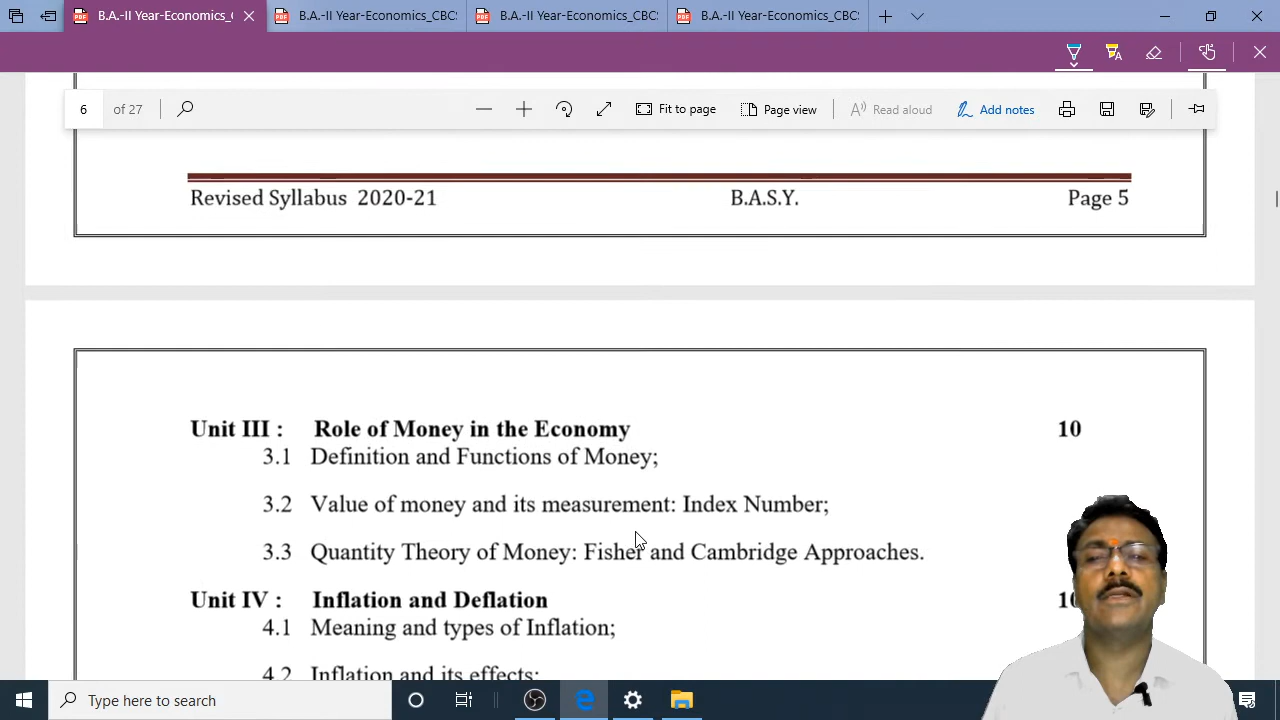 B.A.-II Year-Economics_CBC
B.A.-II Year-Economics_CBC
B.A.-II Year-Economics_CBC
B.A.-II Year-Economics_CBC
6 of 27
Fit to page
Page view
Read aloud
Add notes
Revised Syllabus 2020-21 B.A.S.Y. Page 5
Unit III : Role of Money in the Economy 10
3.1 Definition and Functions of Money;
3.2 Value of money and its measurement: Index Number;
3.3 Quantity Theory of Money: Fisher and Cambridge Approaches.
Unit IV : Inflation and Deflation 10
4.1 Meaning and types of Inflation;
4.2 Inflation and its effects;
Type here to search